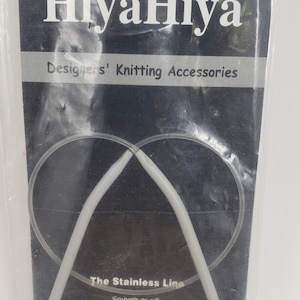 HiyaHiya
Designers' Knitting Accessories
The Stainless Line